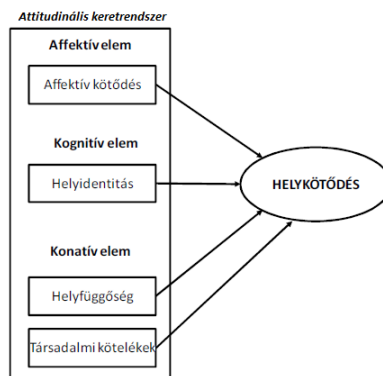 Attitudinális keretrendszer
Affektív elem
Affektív kötődés
Kognitív elem
Helyidentitás
HELYKÖTŐDÉS
Konatív elem
Helyfüggőség
Társadalmi kötelékek